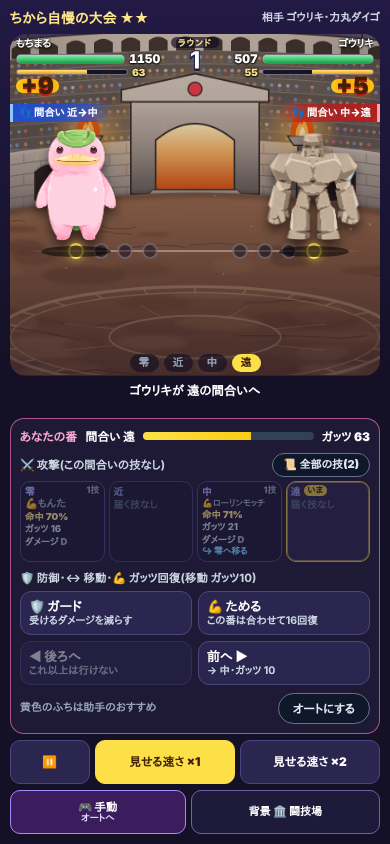 ちから自慢の大会 ★★
相手 ゴウリキ・力丸ダイゴ
もちまる
ラウンド
ゴウリキ
1150
1
507
63
55
+9
+5
間合い 近→中
間合い 中→遠
零
近
中
遠
ゴウリキが 遠の間合いへ
あなたの番 間合い 遠
ガッツ 63
⚔️ 攻撃(この間合いの技なし)
📜 全部の技(2)
零 1技
💪もんた
命中 70%
ガッツ 16
ダメージ D
近
届く技なし
中 1技
💪ローリンモッチ
命中 71%
ガッツ 21
ダメージ D
↪ 零へ移る
遠 いま
届く技なし
🛡️ 防御・↔ 移動・💪 ガッツ回復(移動 ガッツ10)
🛡️ ガード
受けるダメージを減らす
💪 ためる
この番は合わせて16回復
◀ 後ろへ
これ以上は行けない
前へ ▶
→ 中・ガッツ 10
黄色のふちは助手のおすすめ
オートにする
⏸️
見せる速さ ×1
見せる速さ ×2
🎮 手動
オートへ
背景 🏛️ 闘技場